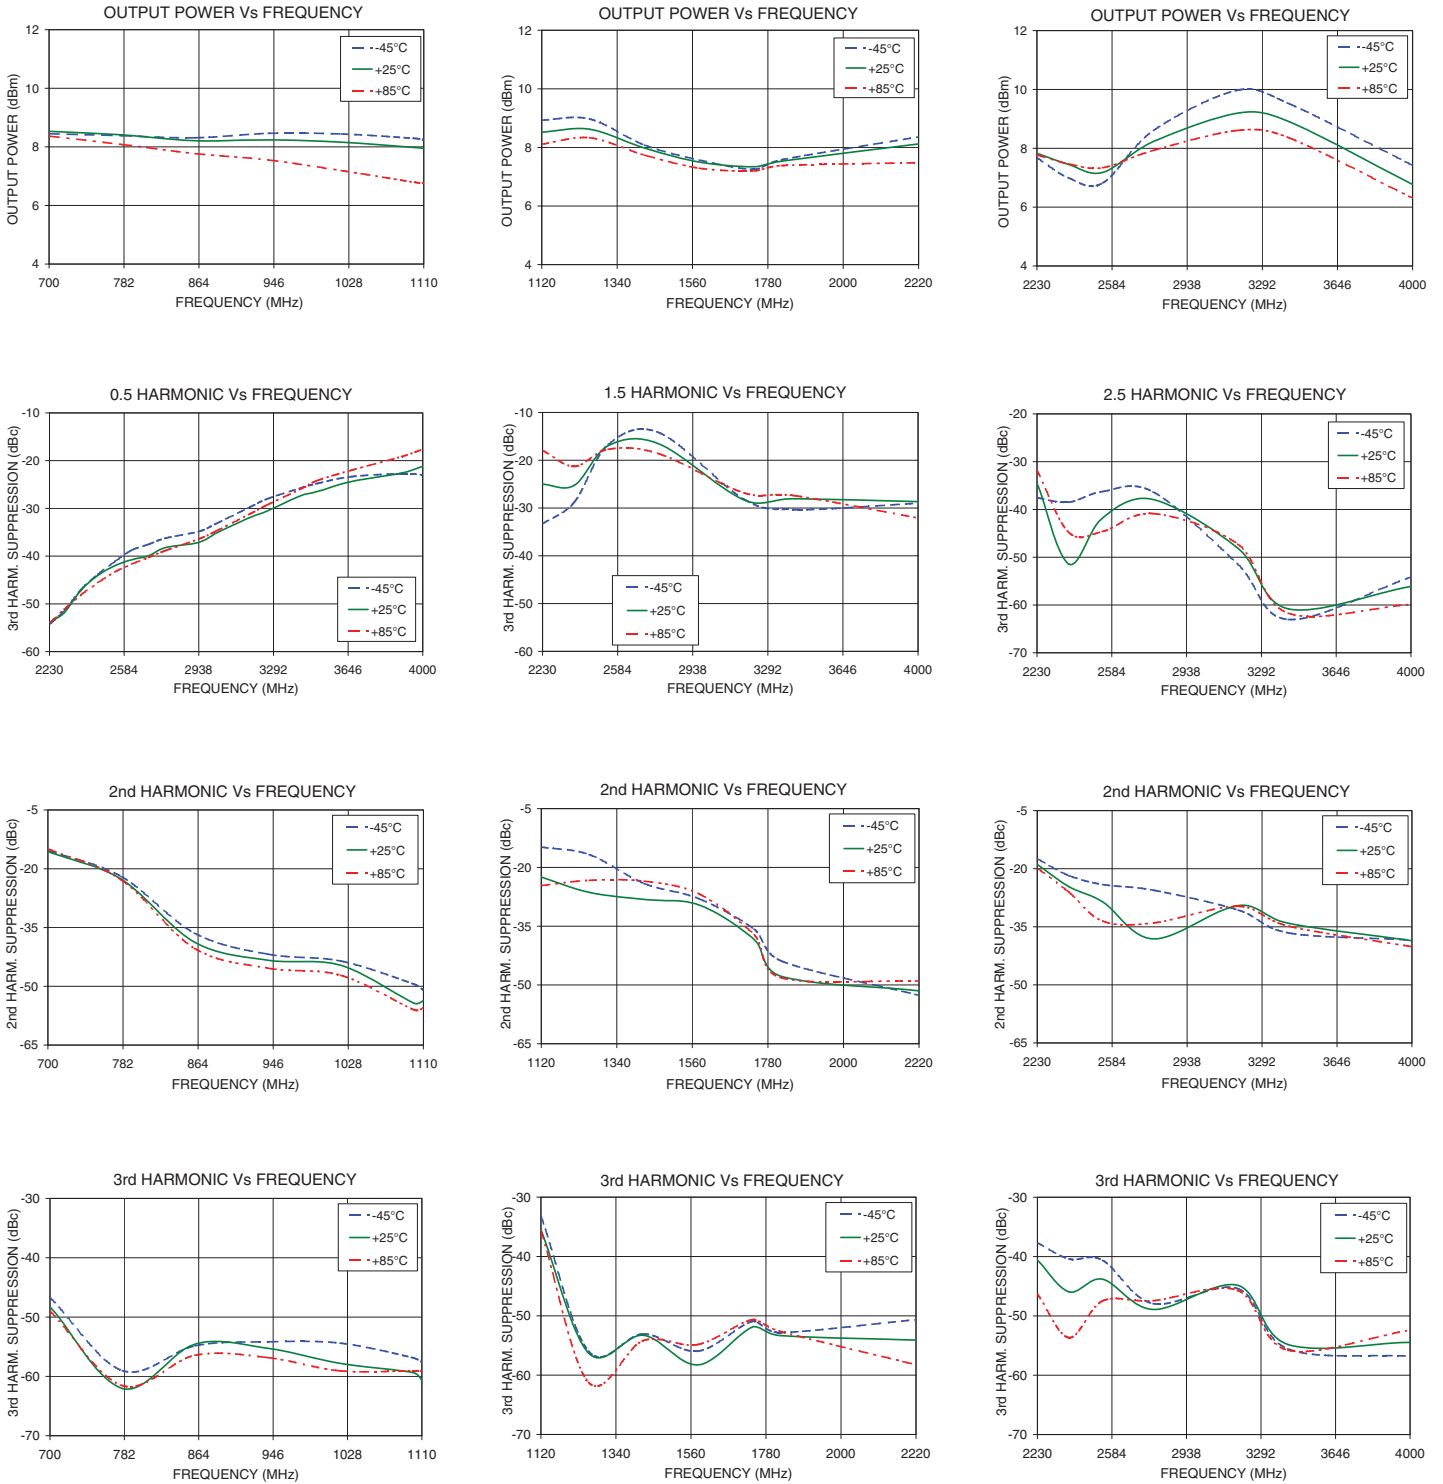 OUTPUT POWER Vs FREQUENCY
OUTPUT POWER (dBm)
12
10
8
6
4
-45°C
+25°C
+85°C
700 782 864 946 1028 1110
FREQUENCY (MHz)
OUTPUT POWER Vs FREQUENCY
OUTPUT POWER (dBm)
12
10
8
6
4
-45°C
+25°C
+85°C
1120 1340 1560 1780 2000 2220
FREQUENCY (MHz)
OUTPUT POWER Vs FREQUENCY
OUTPUT POWER (dBm)
12
10
8
6
4
-45°C
+25°C
+85°C
2230 2584 2938 3292 3646 4000
FREQUENCY (MHz)
0.5 HARMONIC Vs FREQUENCY
3rd HARM. SUPPRESSION (dBc)
-10
-20
-30
-40
-50
-60
-45°C
+25°C
+85°C
2230 2584 2938 3292 3646 4000
FREQUENCY (MHz)
1.5 HARMONIC Vs FREQUENCY
3rd HARM. SUPPRESSION (dBc)
-10
-20
-30
-40
-50
-60
-45°C
+25°C
+85°C
2230 2584 2938 3292 3646 4000
FREQUENCY (MHz)
2.5 HARMONIC Vs FREQUENCY
3rd HARM. SUPPRESSION (dBc)
-20
-30
-40
-50
-60
-70
-45°C
+25°C
+85°C
2230 2584 2938 3292 3646 4000
FREQUENCY (MHz)
2nd HARMONIC Vs FREQUENCY
2nd HARM. SUPPRESSION (dBc)
-5
-20
-35
-50
-65
-45°C
+25°C
+85°C
700 782 864 946 1028 1110
FREQUENCY (MHz)
2nd HARMONIC Vs FREQUENCY
2nd HARM. SUPPRESSION (dBc)
-5
-20
-35
-50
-65
-45°C
+25°C
+85°C
1120 1340 1560 1780 2000 2220
FREQUENCY (MHz)
2nd HARMONIC Vs FREQUENCY
2nd HARM. SUPPRESSION (dBc)
-5
-20
-35
-50
-65
-45°C
+25°C
+85°C
2230 2584 2938 3292 3646 4000
FREQUENCY (MHz)
3rd HARMONIC Vs FREQUENCY
3rd HARM. SUPPRESSION (dBc)
-30
-40
-50
-60
-70
-45°C
+25°C
+85°C
700 782 864 946 1028 1110
FREQUENCY (MHz)
3rd HARMONIC Vs FREQUENCY
3rd HARM. SUPPRESSION (dBc)
-30
-40
-50
-60
-70
-45°C
+25°C
+85°C
1120 1340 1560 1780 2000 2220
FREQUENCY (MHz)
3rd HARMONIC Vs FREQUENCY
3rd HARM. SUPPRESSION (dBc)
-30
-40
-50
-60
-70
-45°C
+25°C
+85°C
2230 2584 2938 3292 3646 4000
FREQUENCY (MHz)